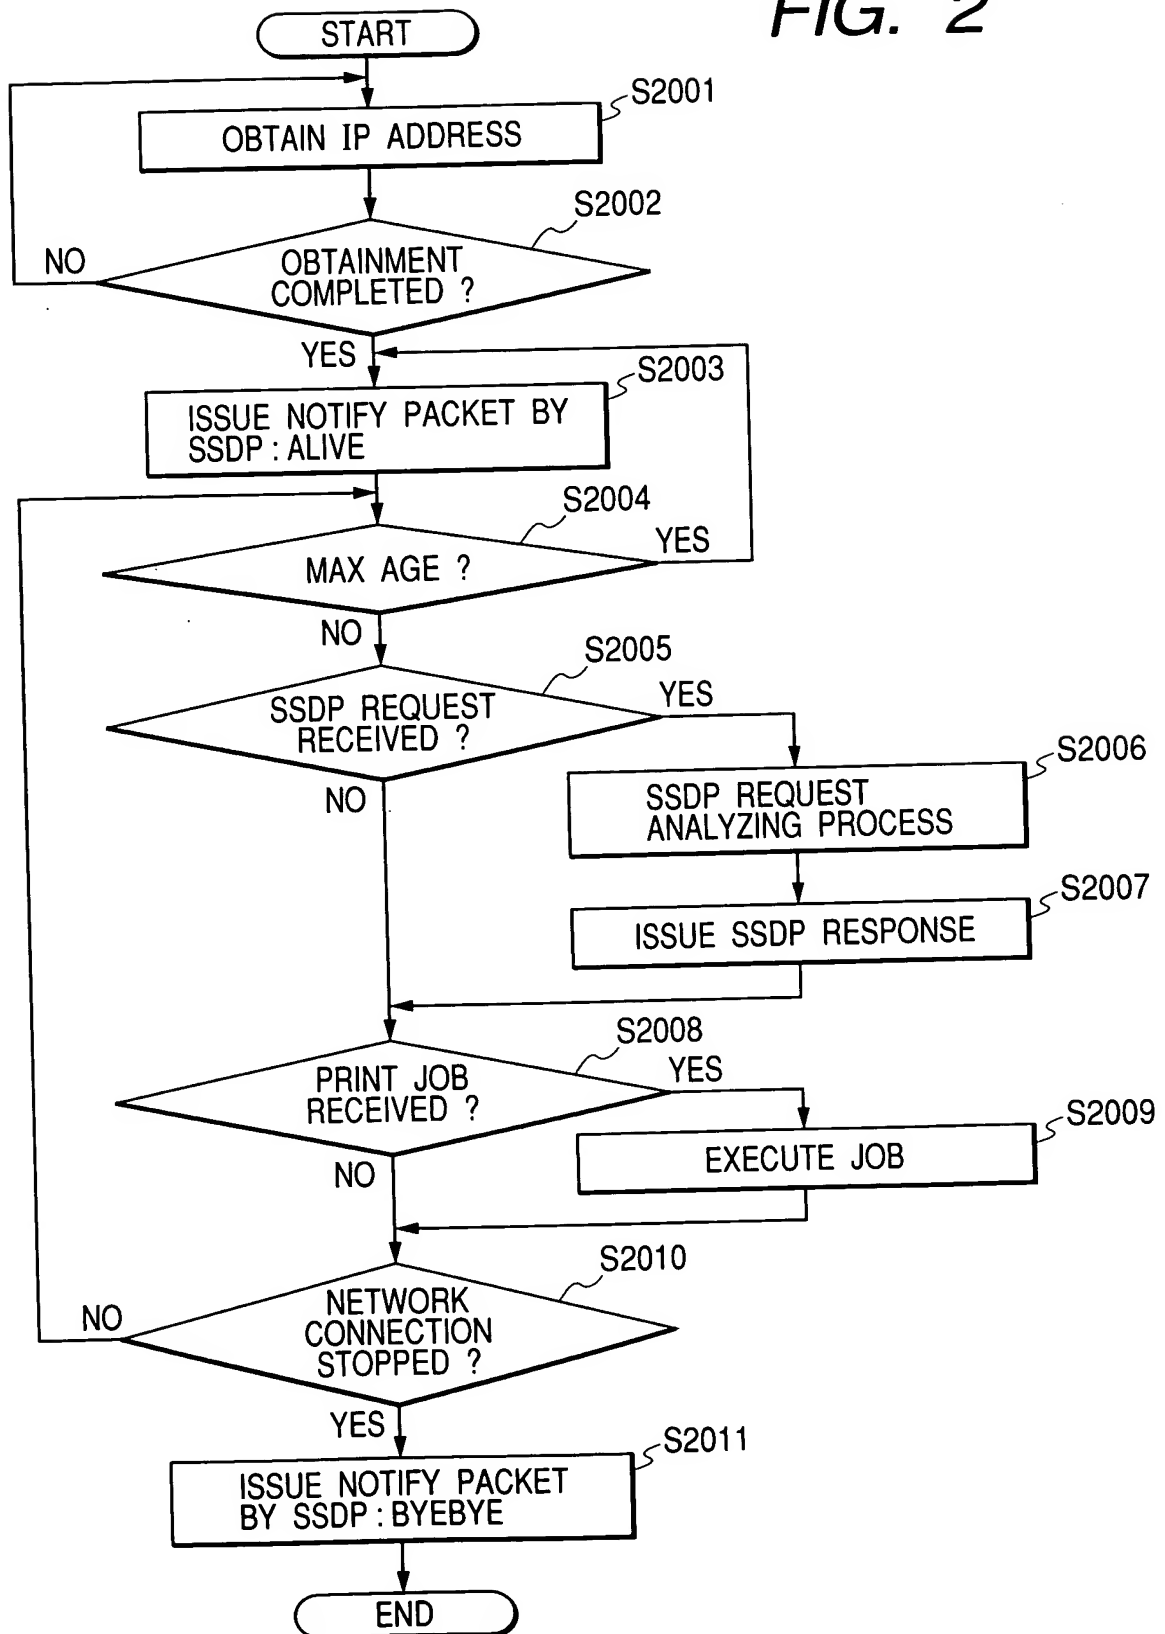 FIG. 2
START
S2001
OBTAIN IP ADDRESS
S2002
OBTAINMENT
COMPLETED ?
NO
YES
S2003
ISSUE NOTIFY PACKET BY
SSDP : ALIVE
S2004
MAX AGE ?
YES
NO
S2005
SSDP REQUEST
RECEIVED ?
YES
NO
S2006
SSDP REQUEST
ANALYZING PROCESS
S2007
ISSUE SSDP RESPONSE
S2008
PRINT JOB
RECEIVED ?
YES
NO
S2009
EXECUTE JOB
S2010
NETWORK
CONNECTION
STOPPED ?
NO
YES
S2011
ISSUE NOTIFY PACKET
BY SSDP : BYEBYE
END